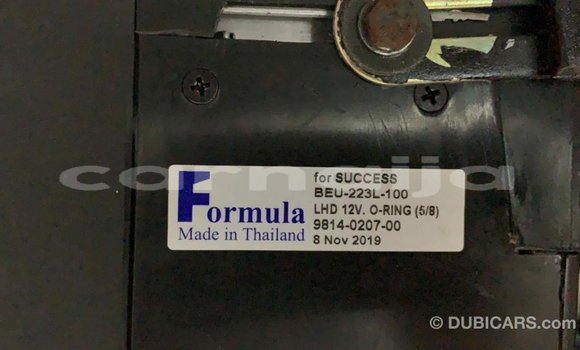 Formula
Made in Thailand
for SUCCESS
BEU-223L-100
LHD 12V. O-RING (5/8)
9814-0207-00
8 Nov 2019
carnaija
© DUBICARS.com